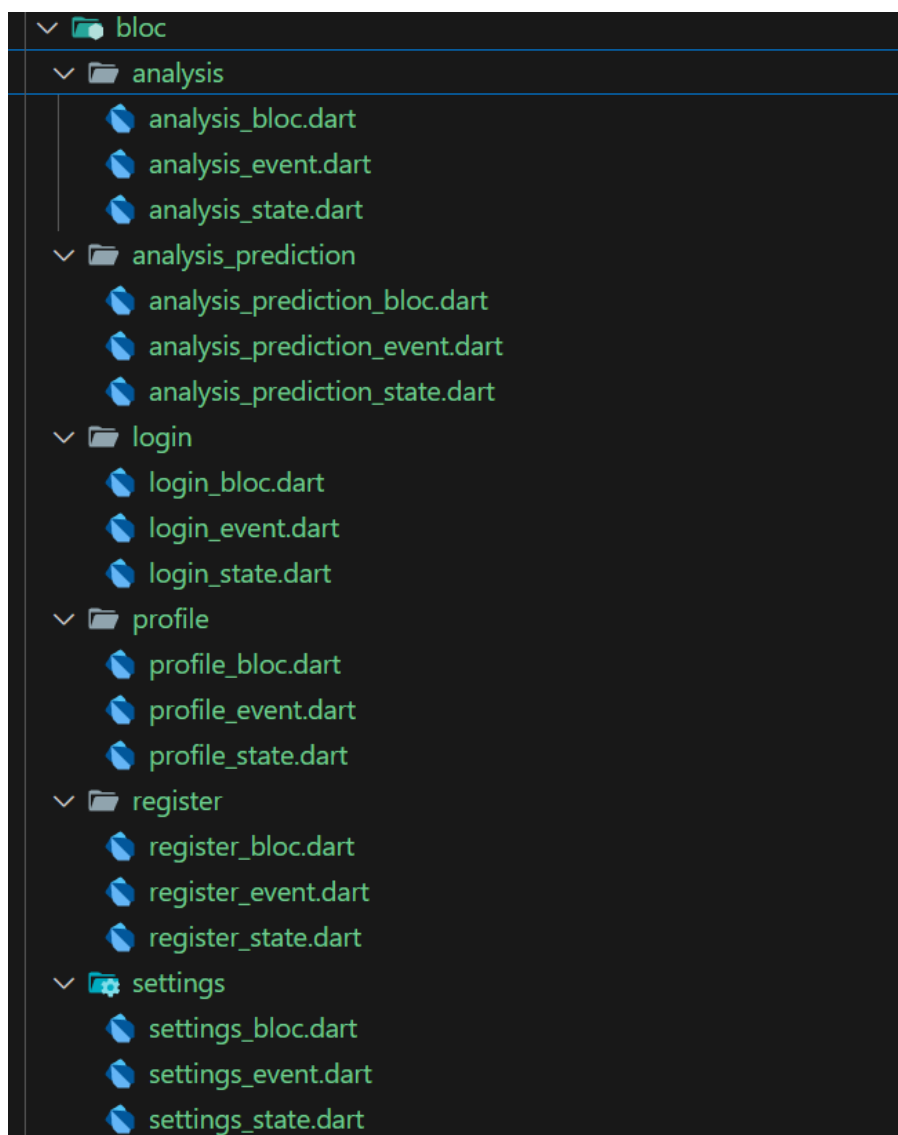 bloc
analysis
analysis_bloc.dart
analysis_event.dart
analysis_state.dart
analysis_prediction
analysis_prediction_bloc.dart
analysis_prediction_event.dart
analysis_prediction_state.dart
login
login_bloc.dart
login_event.dart
login_state.dart
profile
profile_bloc.dart
profile_event.dart
profile_state.dart
register
register_bloc.dart
register_event.dart
register_state.dart
settings
settings_bloc.dart
settings_event.dart
settings_state.dart